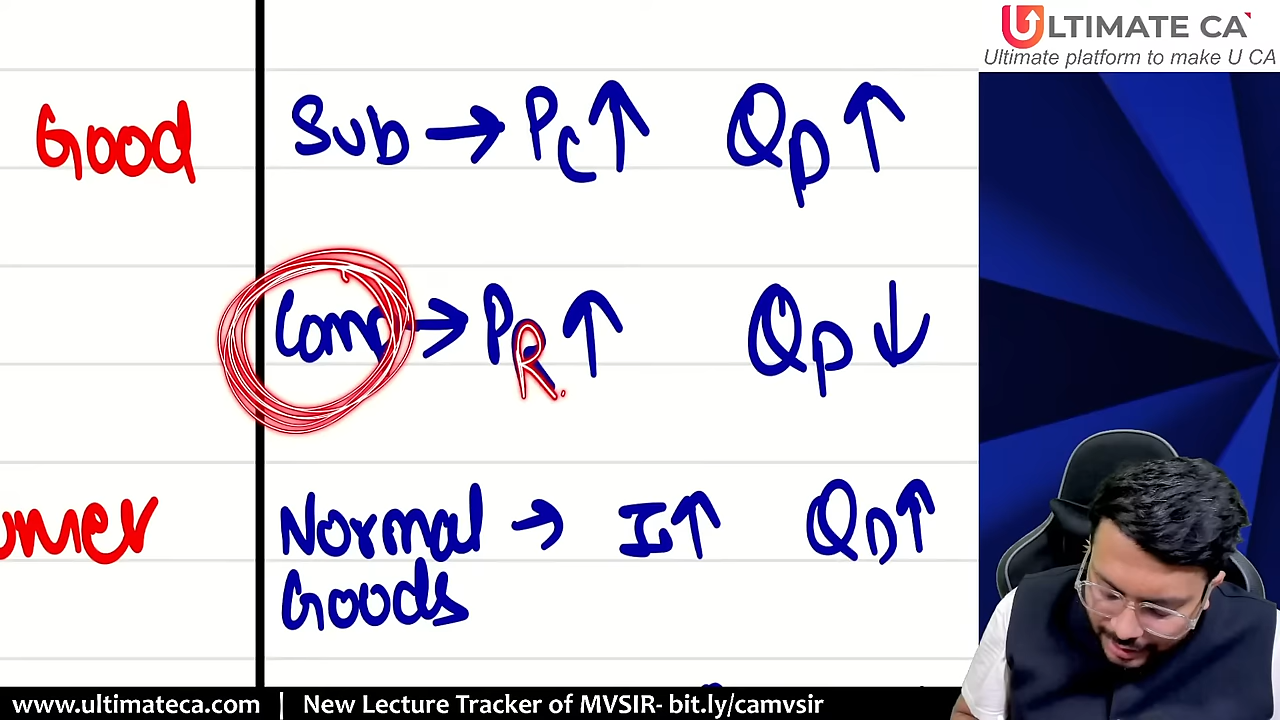 ULTIMATE CA
Ultimate platform to make U CA
Good
Sub → PC ↑ QD ↑
Comp → PR ↑ QD ↓
R.
umer
Normal → I ↑ QD ↑
Goods
www.ultimateca.com | New Lecture Tracker of MVSIR- bit.ly/camvsir